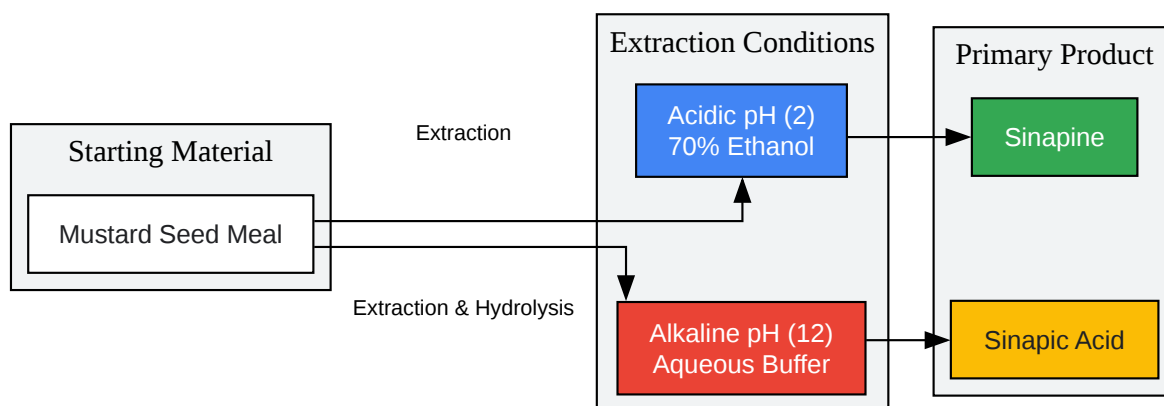 Starting Material
Mustard Seed Meal
Extraction
Extraction & Hydrolysis
Extraction Conditions
Acidic pH (2)
70% Ethanol
Alkaline pH (12)
Aqueous Buffer
Primary Product
Sinapine
Sinapic Acid